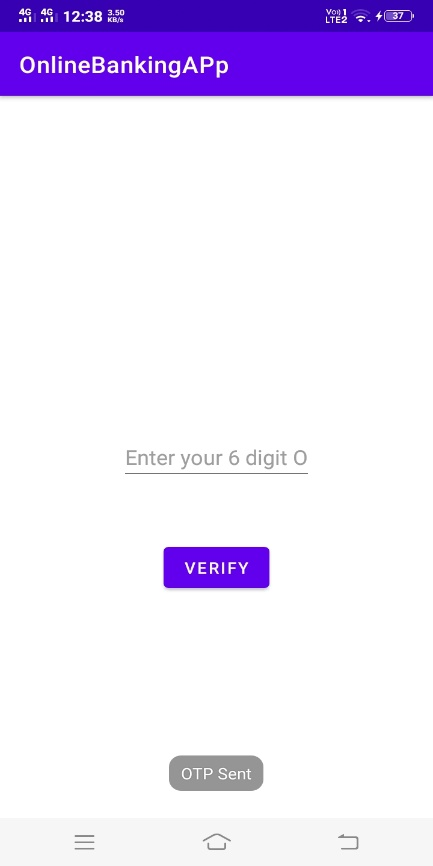 4G 4G 12:38 3.50 KB/s Vo)) 1 LTE2 37
OnlineBankingAPp
Enter your 6 digit O
VERIFY
OTP Sent